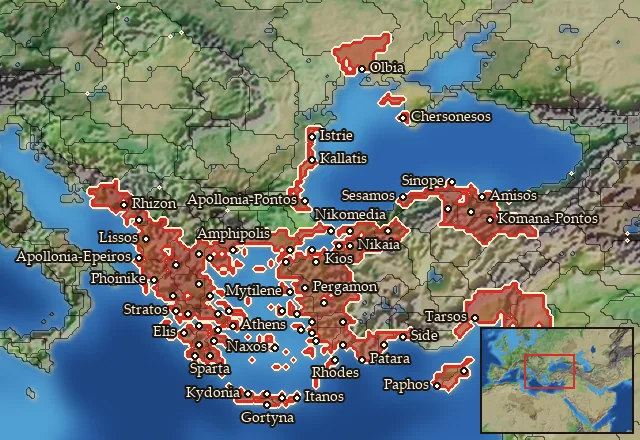 Olbia
Chersonesos
Istrie
Kallatis
Sinope
Apollonia-Pontos
Sesamos
Amisos
Rhizon
Nikomedia
Komana-Pontos
Lissos
Amphipolis
Nikaia
Apollonia-Epeiros
Kios
Phoinike
Mytilene
Pergamon
Stratos
Tarsos
Elis
Athens
Side
Naxos
Sparta
Rhodes
Patara
Paphos
Kydonia
Itanos
Gortyna